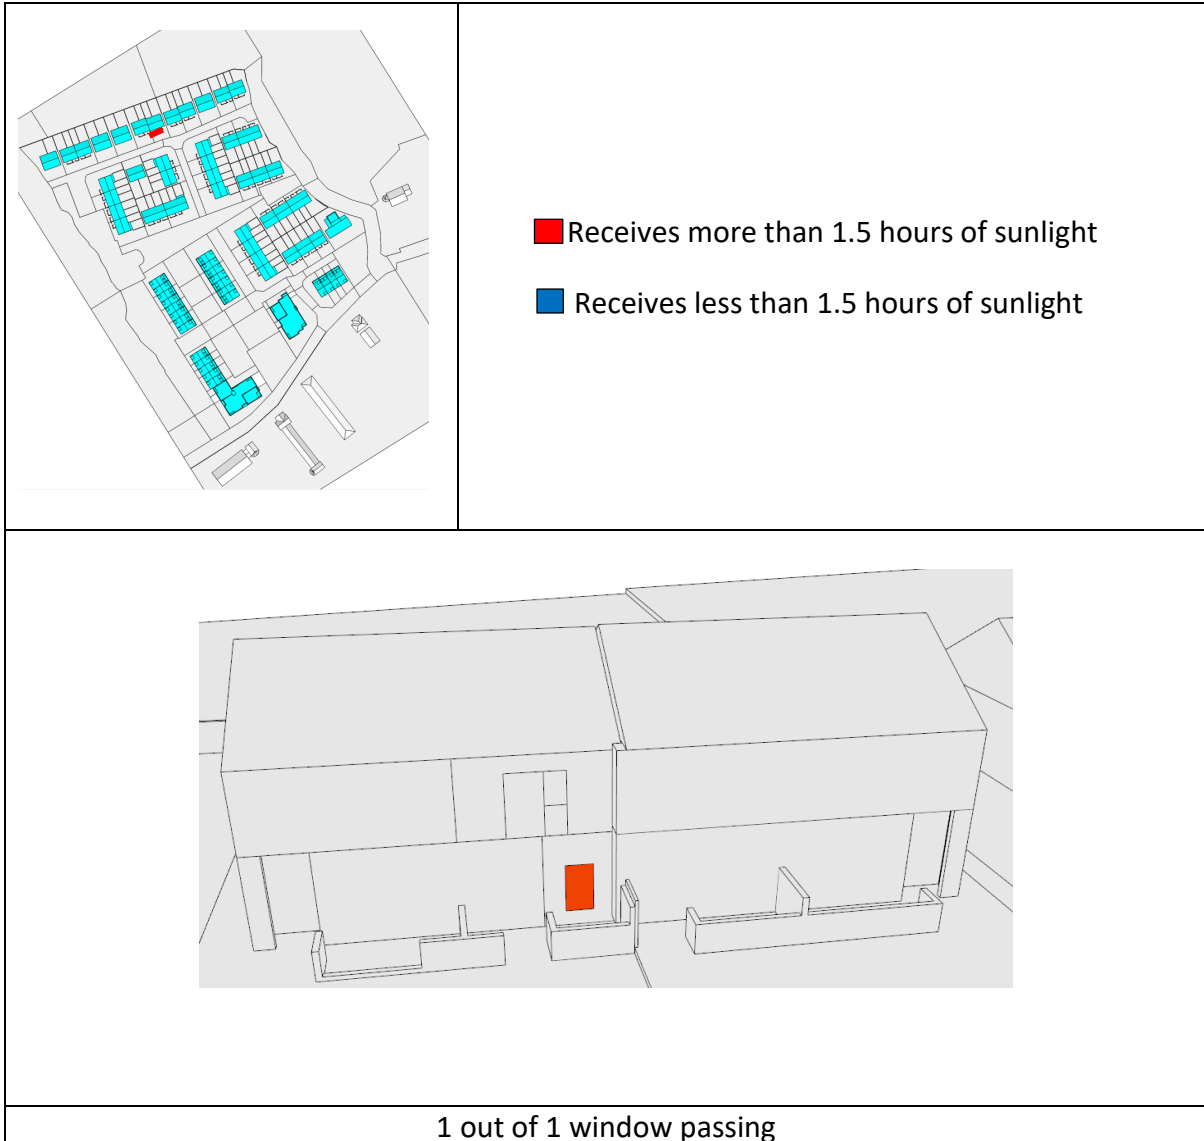 Receives more than 1.5 hours of sunlight
Receives less than 1.5 hours of sunlight
1 out of 1 window passing